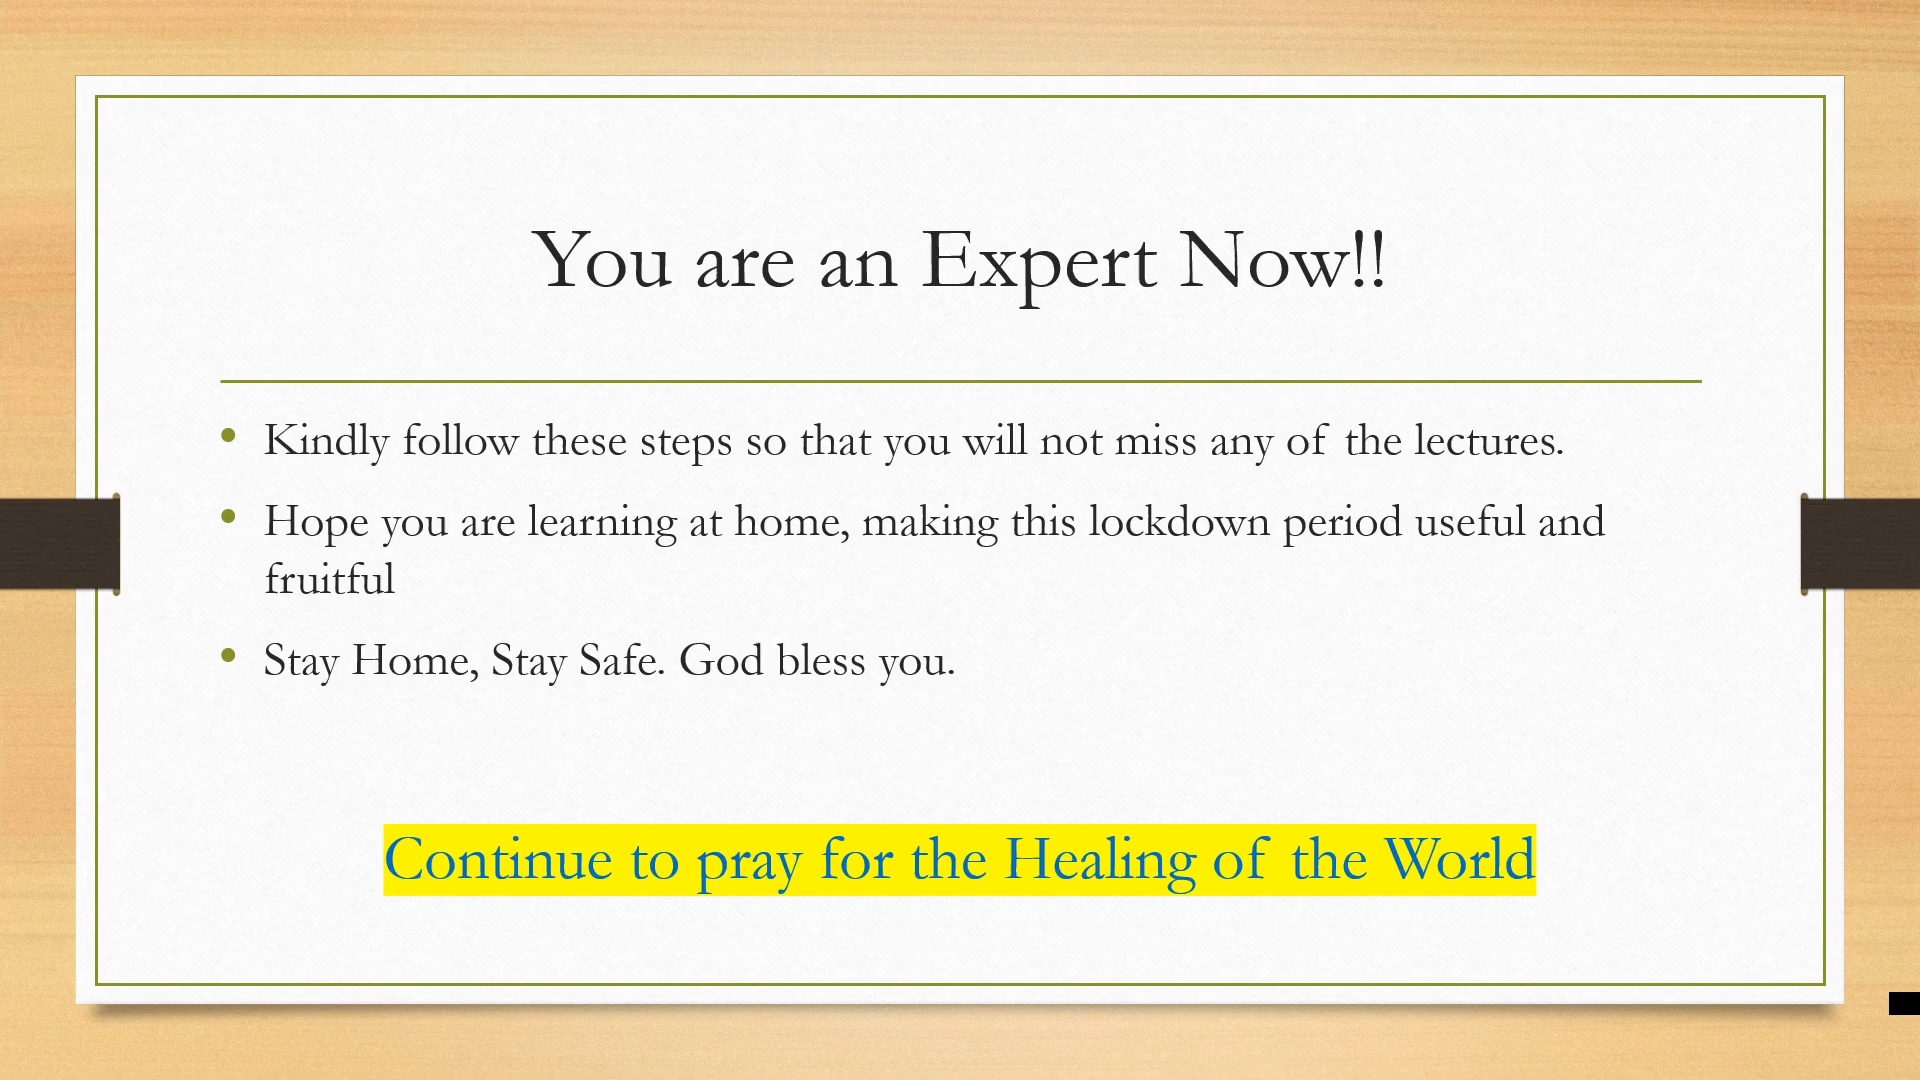 You are an Expert Now!!
• Kindly follow these steps so that you will not miss any of the lectures.
• Hope you are learning at home, making this lockdown period useful and
fruitful
• Stay Home, Stay Safe. God bless you.
Continue to pray for the Healing of the World